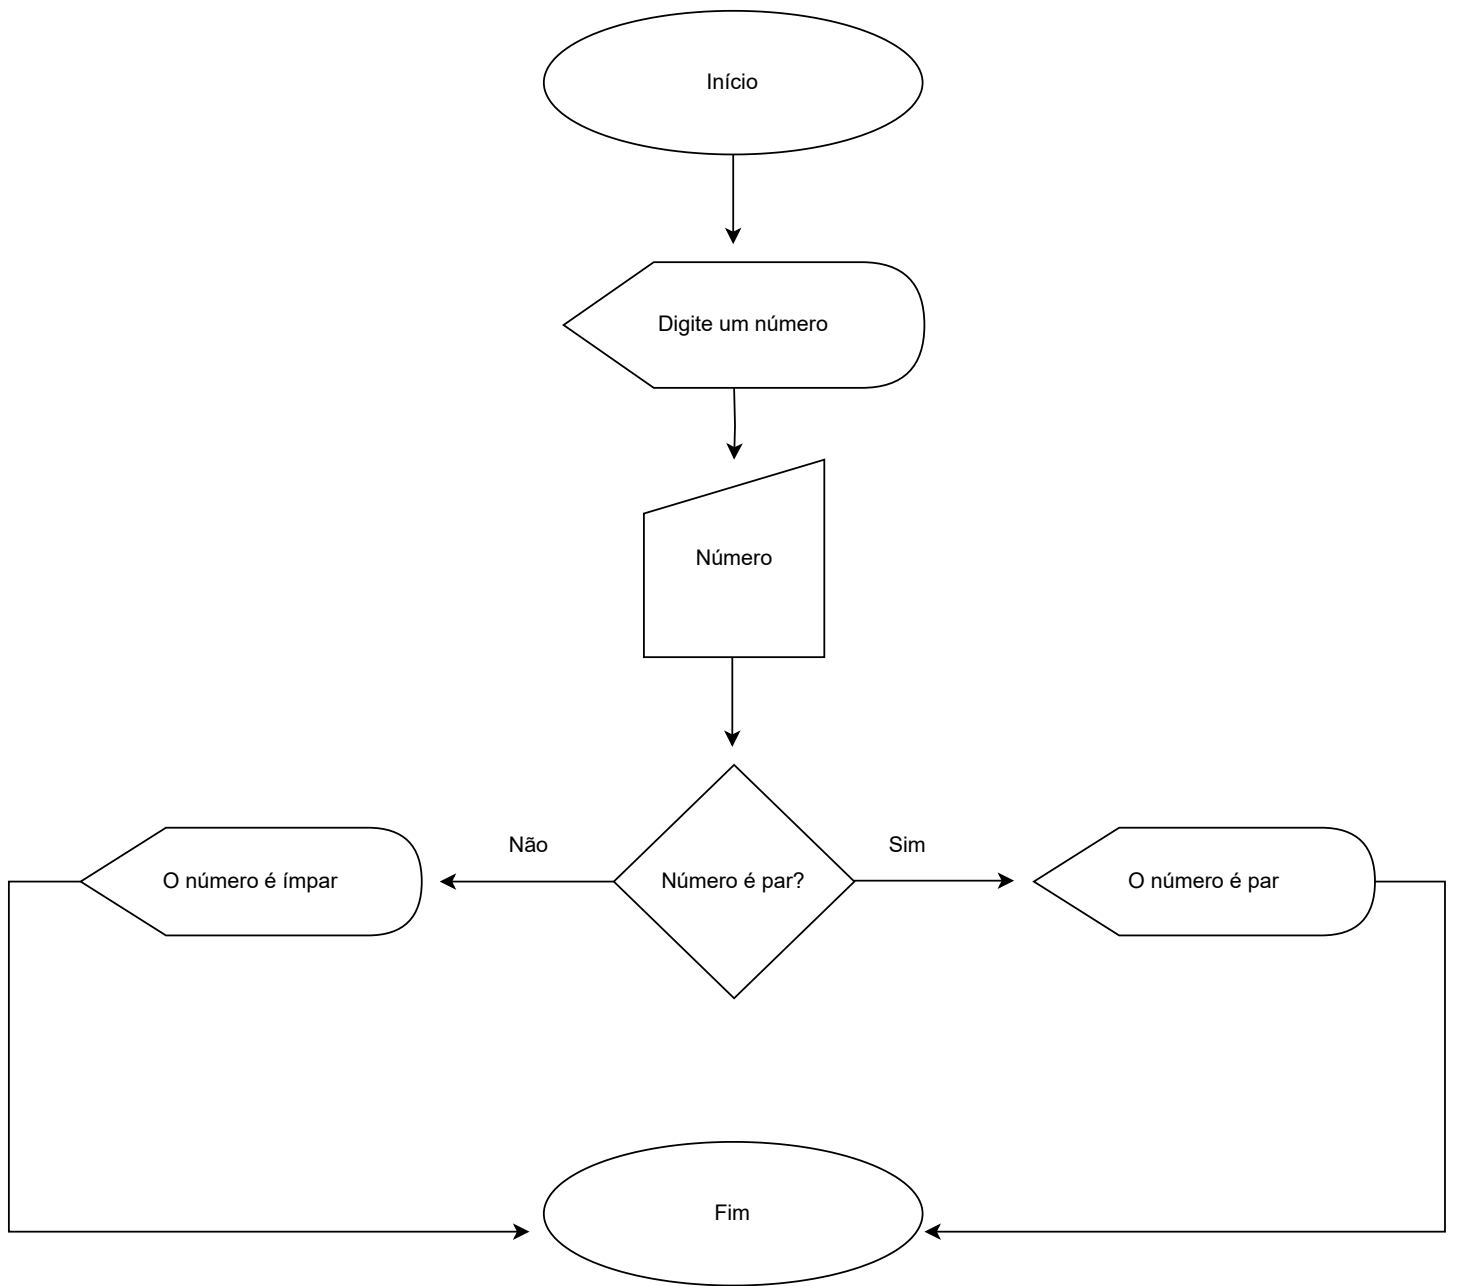 Início
Digite um número
Número
Não
Sim
O número é ímpar
Número é par?
O número é par
Fim